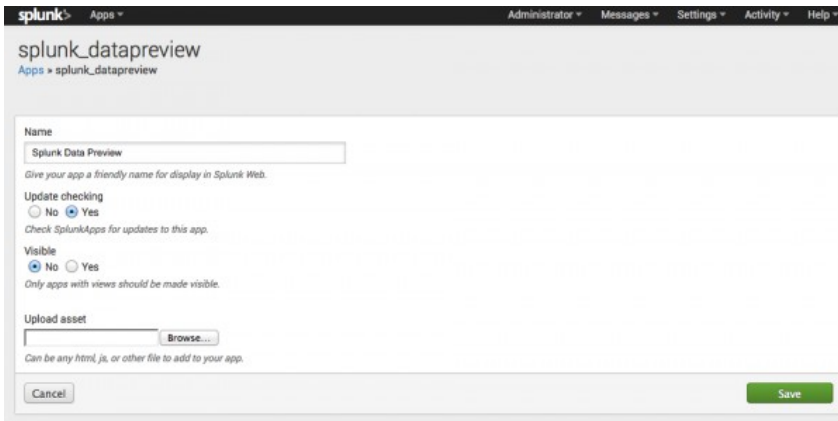 splunk> Apps Administrator Messages Settings Activity Help
splunk_datapreview
Apps » splunk_datapreview
Name
Splunk Data Preview
Give your app a friendly name for display in Splunk Web.
Update checking
No Yes
Check SplunkApps for updates to this app.
Visible
No Yes
Only apps with views should be made visible.
Upload asset
Browse...
Can be any html, js, or other file to add to your app.
Cancel Save